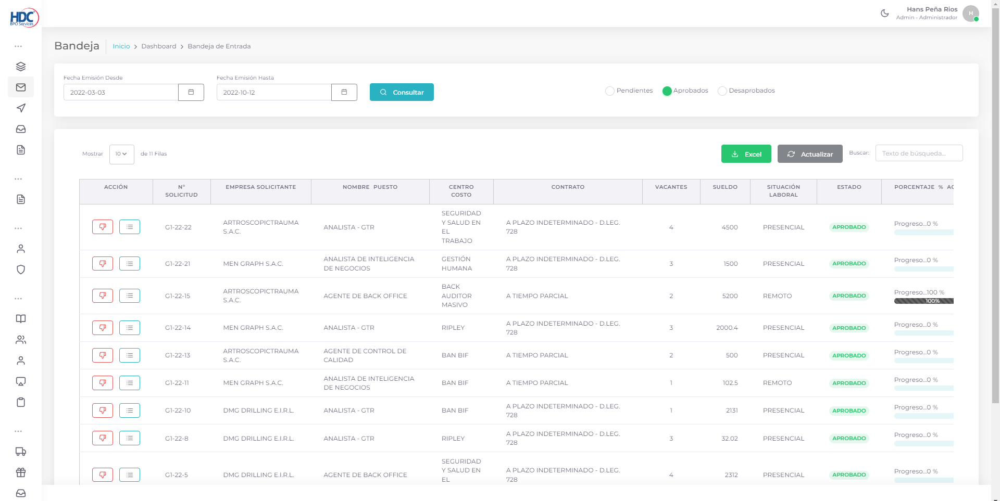 HDC
BPO Services
Hans Peña Rios
Admin - Administrador
H
Bandeja
Inicio > Dashboard > Bandeja de Entrada
Fecha Emisión Desde
Fecha Emisión Hasta
2022-03-03
2022-10-12
Consultar
Pendientes
Aprobados
Desaprobados
Mostrar 10 de 11 Filas
Excel
Actualizar
Buscar:
Texto de búsqueda...
ACCIÓN
Nº
SOLICITUD
EMPRESA SOLICITANTE
NOMBRE PUESTO
CENTRO
COSTO
CONTRATO
VACANTES
SUELDO
SITUACIÓN
LABORAL
ESTADO
PORCENTAJE % AC
G1-22-22
ARTROSCOPICTRAUMA
S.A.C.
ANALISTA - GTR
SEGURIDAD
Y SALUD EN
EL
TRABAJO
A PLAZO INDETERMINADO - D.LEG.
728
4
4500
PRESENCIAL
APROBADO
Progreso...0 %
G1-22-21
MEN GRAPH S.A.C.
ANALISTA DE INTELIGENCIA
DE NEGOCIOS
GESTIÓN
HUMANA
A PLAZO INDETERMINADO - D.LEG.
728
3
1500
PRESENCIAL
APROBADO
Progreso...0 %
G1-22-15
ARTROSCOPICTRAUMA
S.A.C.
AGENTE DE BACK OFFICE
BACK
AUDITOR
MASIVO
A TIEMPO PARCIAL
2
5200
REMOTO
APROBADO
Progreso...100 %
100%
G1-22-14
MEN GRAPH S.A.C.
ANALISTA - GTR
RIPLEY
A PLAZO INDETERMINADO - D.LEG.
728
3
2000.4
PRESENCIAL
APROBADO
Progreso...0 %
G1-22-13
ARTROSCOPICTRAUMA
S.A.C.
AGENTE DE CONTROL DE
CALIDAD
BAN BIF
A TIEMPO PARCIAL
2
500
PRESENCIAL
APROBADO
Progreso...0 %
G1-22-11
MEN GRAPH S.A.C.
ANALISTA DE INTELIGENCIA
DE NEGOCIOS
BAN BIF
A TIEMPO PARCIAL
1
102.5
REMOTO
APROBADO
Progreso...0 %
G1-22-10
DMG DRILLING E.I.R.L.
ANALISTA - GTR
BAN BIF
A PLAZO INDETERMINADO - D.LEG.
728
1
2131
PRESENCIAL
APROBADO
Progreso...0 %
G1-22-8
DMG DRILLING E.I.R.L.
ANALISTA - GTR
RIPLEY
A PLAZO INDETERMINADO - D.LEG.
728
3
32.02
PRESENCIAL
APROBADO
Progreso...0 %
G1-22-5
DMG DRILLING E.I.R.L.
AGENTE DE BACK OFFICE
SEGURIDAD
Y SALUD EN
EL
A PLAZO INDETERMINADO - D.LEG.
728
4
2312
PRESENCIAL
APROBADO
Progreso...0 %